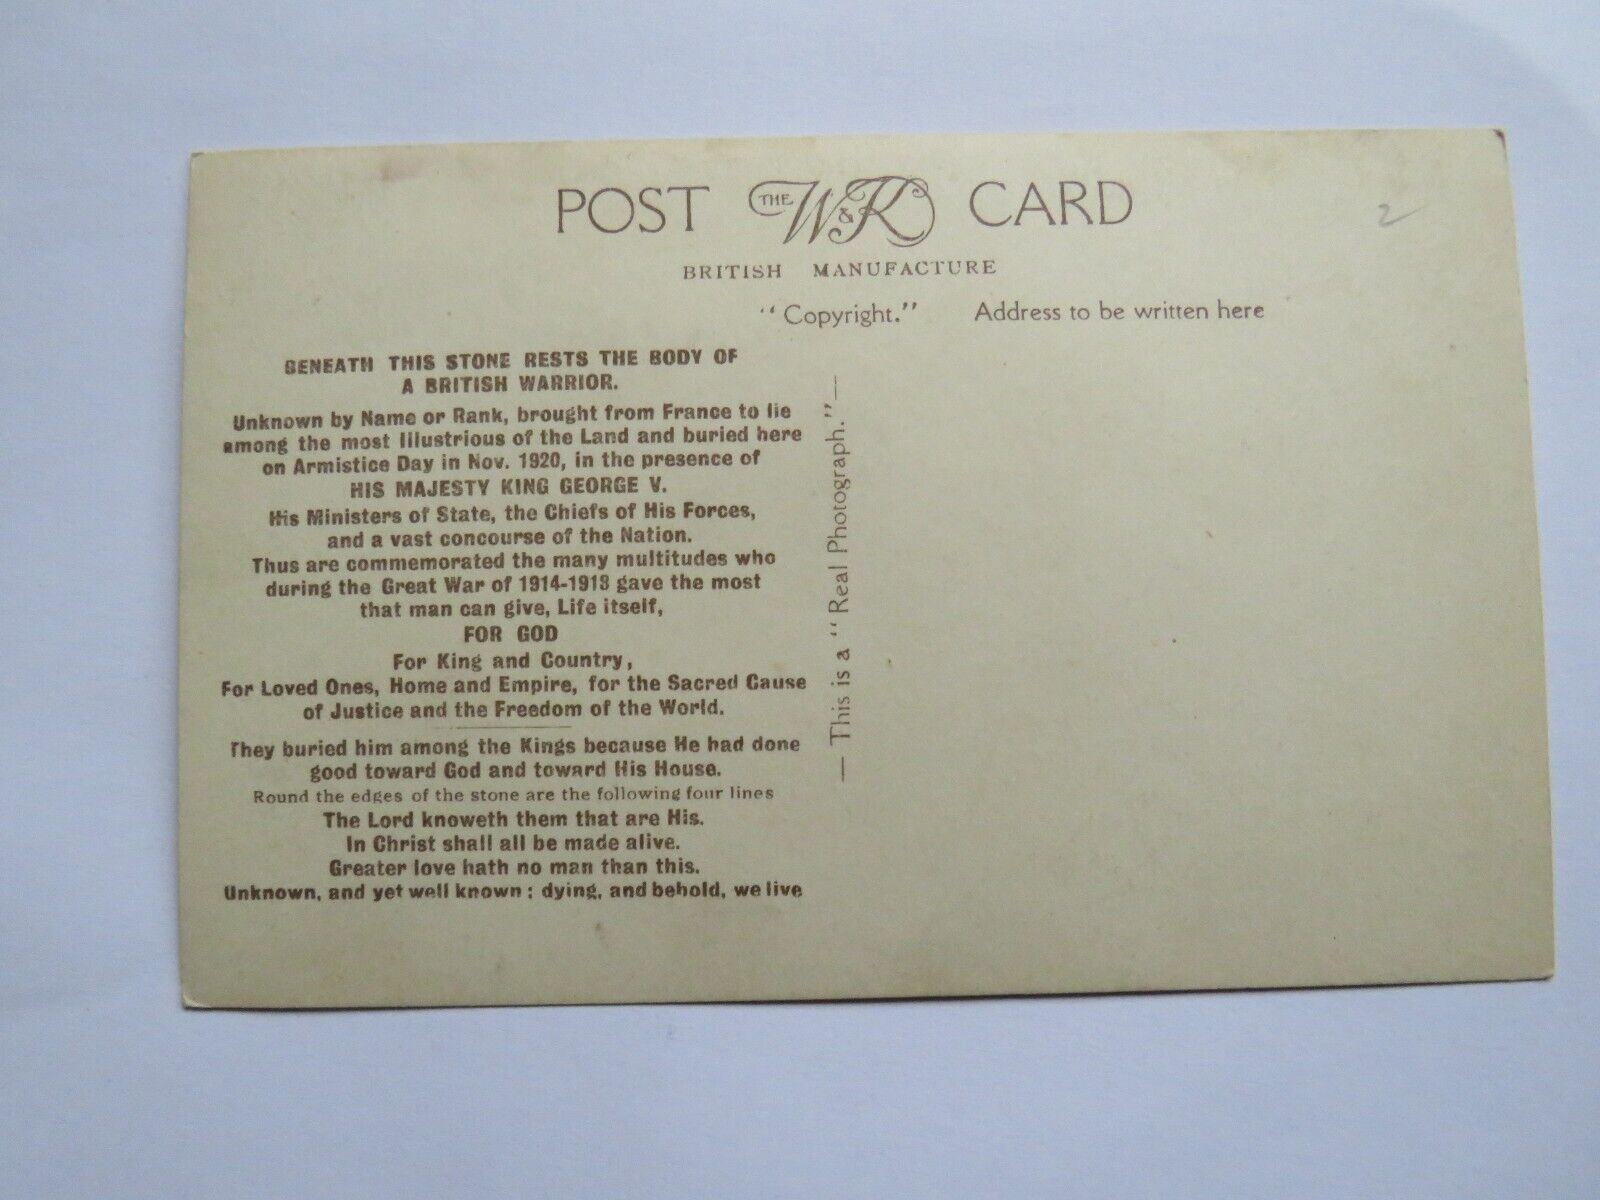 POST THE W&K CARD
BRITISH MANUFACTURE
"Copyright." Address to be written here
BENEATH THIS STONE RESTS THE BODY OF
A BRITISH WARRIOR.
Unknown by Name or Rank, brought from France to lie
among the most Illustrious of the Land and buried here
on Armistice Day in Nov. 1920, in the presence of
HIS MAJESTY KING GEORGE V.
His Ministers of State, the Chiefs of His Forces,
and a vast concourse of the Nation.
Thus are commemorated the many multitudes who
during the Great War of 1914-1918 gave the most
that man can give, Life itself,
FOR GOD
For King and Country,
For Loved Ones, Home and Empire, for the Sacred Cause
of Justice and the Freedom of the World.
They buried him among the Kings because He had done
good toward God and toward His House.
Round the edges of the stone are the following four lines
The Lord knoweth them that are His.
In Christ shall all be made alive.
Greater love hath no man than this.
Unknown, and yet well known : dying, and behold, we live
— This is a "Real Photograph." —
2